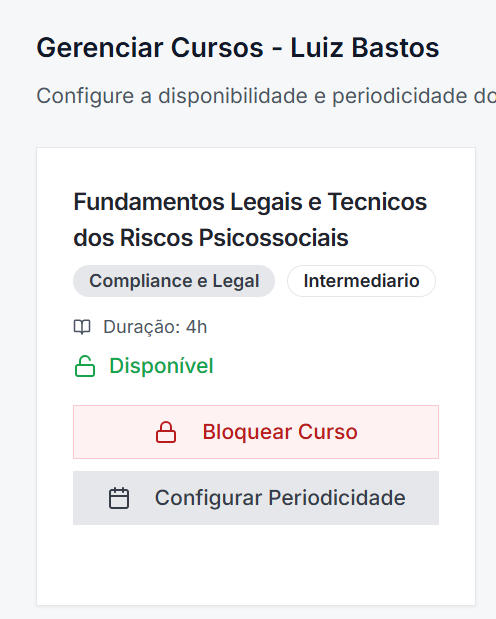 Gerenciar Cursos - Luiz Bastos
Configure a disponibilidade e periodicidade do
Fundamentos Legais e Tecnicos
dos Riscos Psicossociais
Compliance e Legal
Intermediario
Duração: 4h
Disponível
Bloquear Curso
Configurar Periodicidade